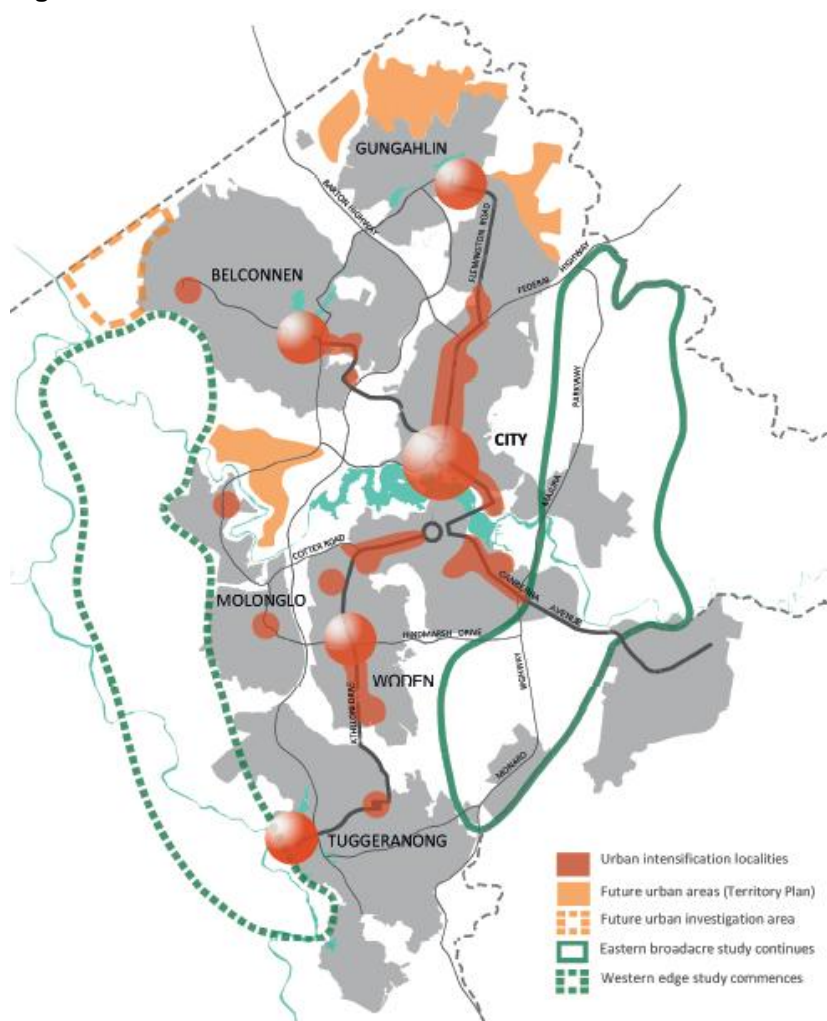 GUNGAHLIN
BARTON HIGHWAY
FLEMINGTON ROAD
FEDERAL HIGHWAY
BELCONNEN
PARKWAY
MAJURA
CITY
COTTER ROAD
MOLONGLO
CANBERRA AVENUE
HINDMARSH DRIVE
WODEN
HIGHWAY
MONARO
TUGGERANONG
Urban intensification localities
Future urban areas (Territory Plan)
Future urban investigation area
Eastern broadacre study continues
Western edge study commences